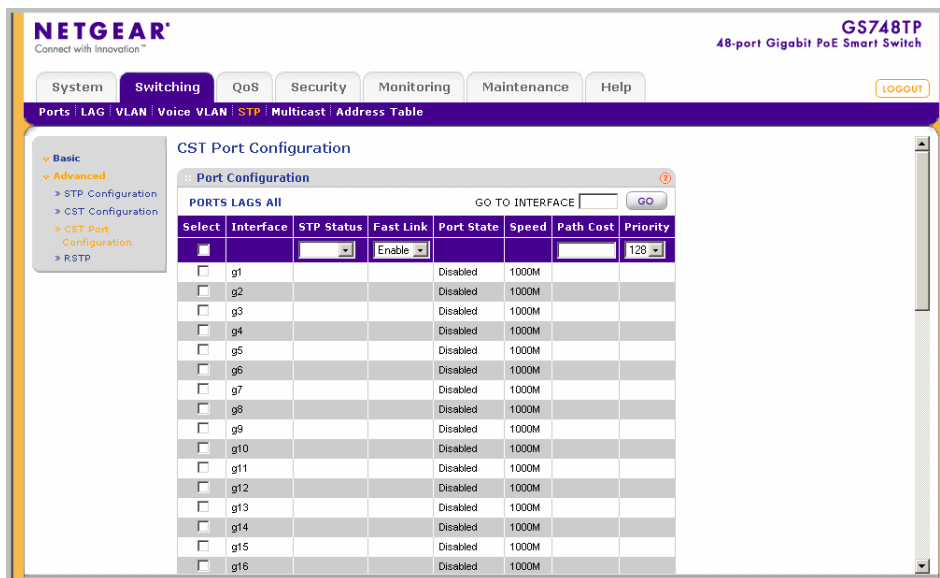 NETGEAR®
Connect with Innovation™
GS748TP
48-port Gigabit PoE Smart Switch
System Switching QoS Security Monitoring Maintenance Help LOGOUT
Ports LAG VLAN Voice VLAN STP Multicast Address Table
Basic
Advanced
» STP Configuration
» CST Configuration
» CST Port
Configuration
» RSTP
CST Port Configuration
:: Port Configuration ?
PORTS LAGS All GO TO INTERFACE GO
Select Interface STP Status Fast Link Port State Speed Path Cost Priority
Enable 128
g1 Disabled 1000M
g2 Disabled 1000M
g3 Disabled 1000M
g4 Disabled 1000M
g5 Disabled 1000M
g6 Disabled 1000M
g7 Disabled 1000M
g8 Disabled 1000M
g9 Disabled 1000M
g10 Disabled 1000M
g11 Disabled 1000M
g12 Disabled 1000M
g13 Disabled 1000M
g14 Disabled 1000M
g15 Disabled 1000M
g16 Disabled 1000M